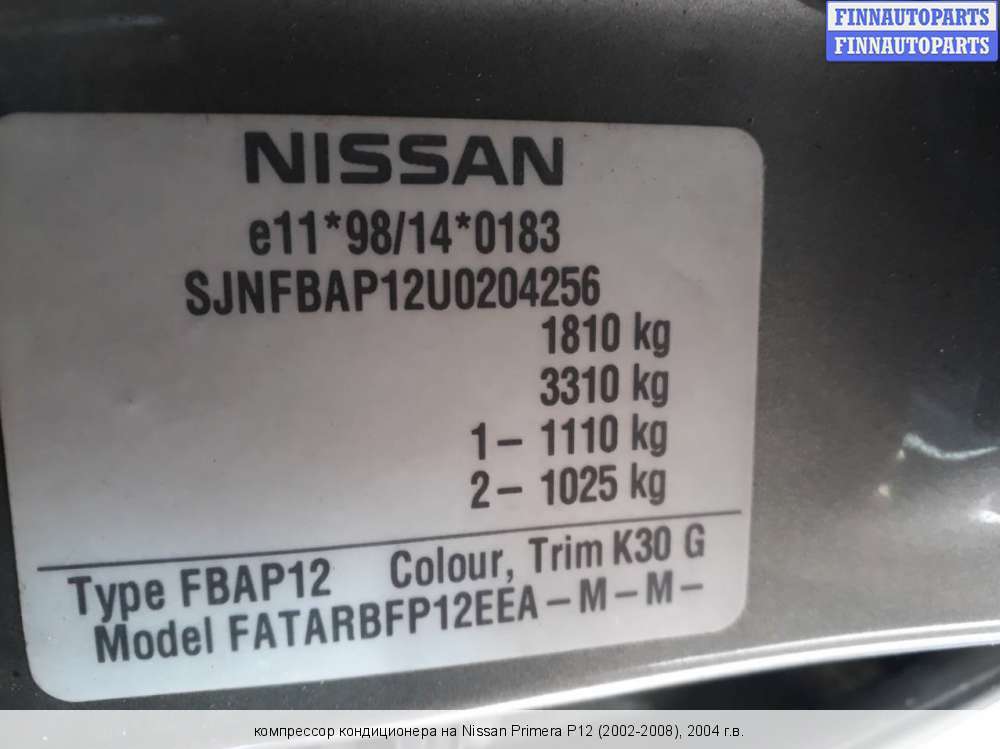 FINNAUTOPARTS
FINNAUTOPARTS
NISSAN
e11*98/14*0183
SJNFBAP12U0204256
1810 kg
3310 kg
1- 1110 kg
2- 1025 kg
Type FBAP12 Colour, Trim K30 G
Model FATARBFP12EEA-M-M-
компрессор кондиционера на Nissan Primera P12 (2002-2008), 2004 г.в.